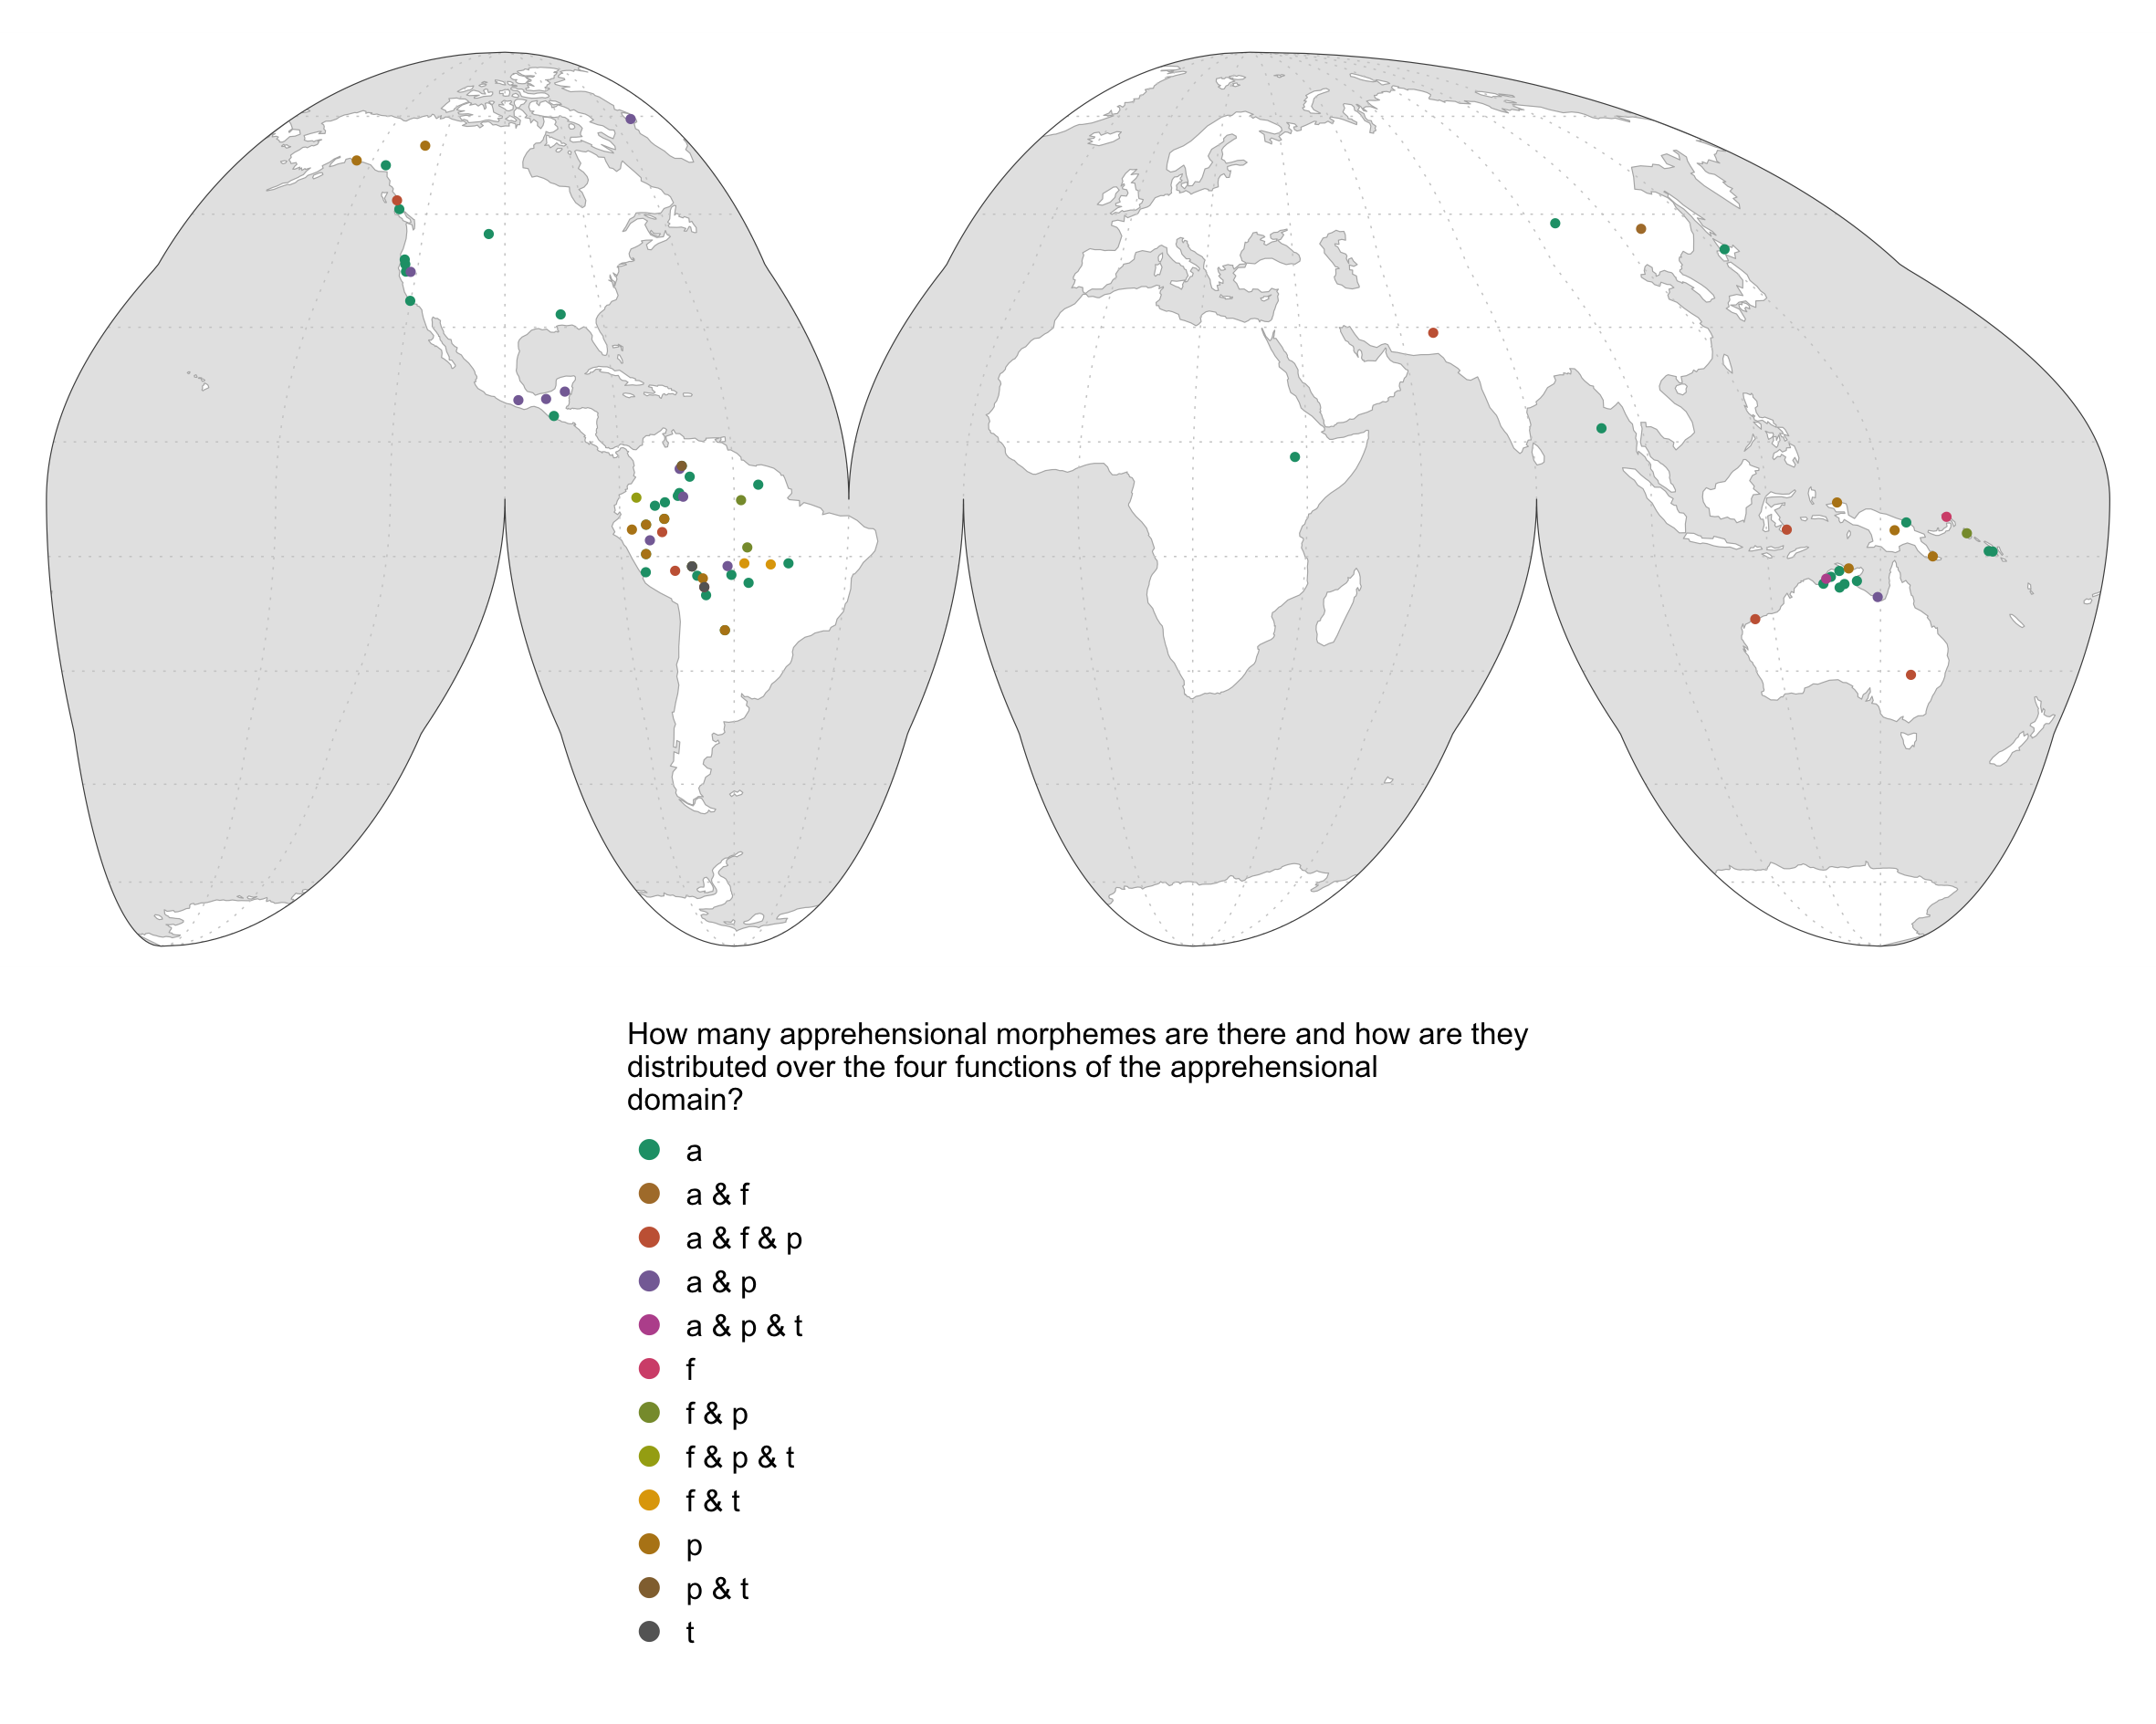 How many apprehensional morphemes are there and how are they
distributed over the four functions of the apprehensional
domain?
a
a & f
a & f & p
a & p
a & p & t
f
f & p
f & p & t
f & t
p
p & t
t